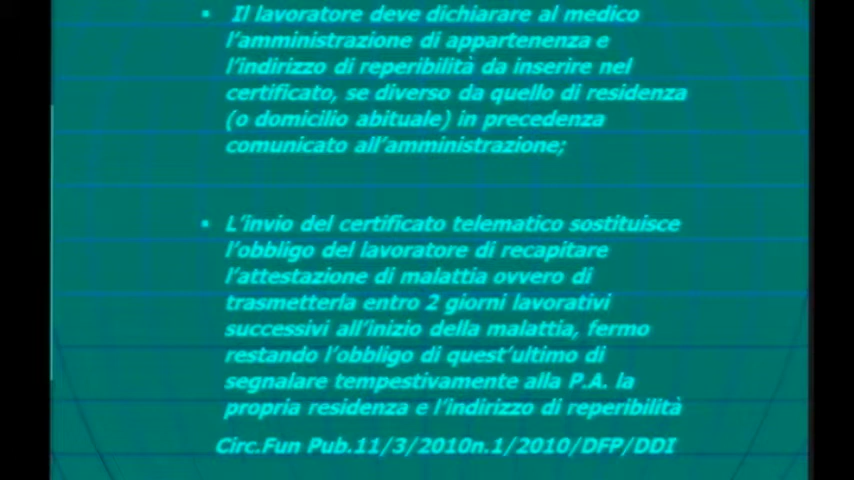 ▪ Il lavoratore deve dichiarare al medico
l'amministrazione di appartenenza e
l'indirizzo di reperibilità da inserire nel
certificato, se diverso da quello di residenza
(o domicilio abituale) in precedenza
comunicato all'amministrazione;
▪ L'invio del certificato telematico sostituisce
l'obbligo del lavoratore di recapitare
l'attestazione di malattia ovvero di
trasmetterla entro 2 giorni lavorativi
successivi all'inizio della malattia, fermo
restando l'obbligo di quest'ultimo di
segnalare tempestivamente alla P.A. la
propria residenza e l'indirizzo di reperibilità
Circ.Fun Pub.11/3/2010n.1/2010/DFP/DDI